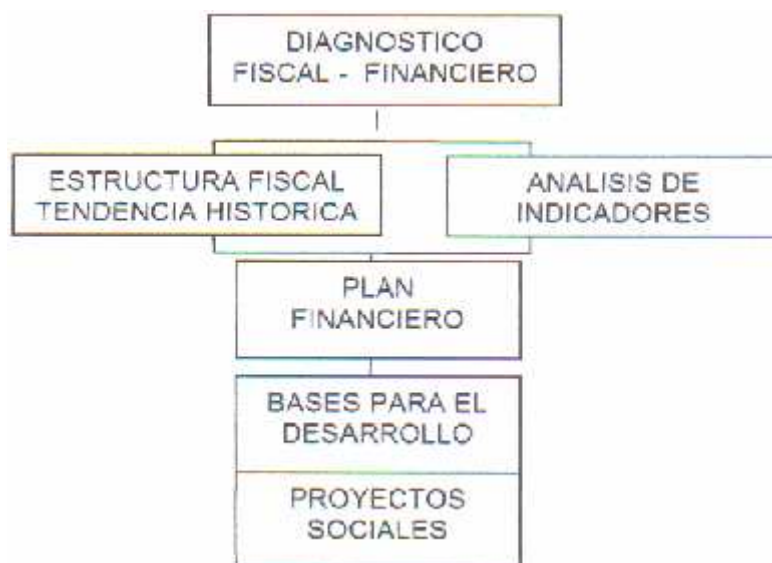 DIAGNOSTICO
FISCAL - FINANCIERO
ESTRUCTURA FISCAL
TENDENCIA HISTORICA
ANALISIS DE
INDICADORES
PLAN
FINANCIERO
BASES PARA EL
DESARROLLO
PROYECTOS
SOCIALES